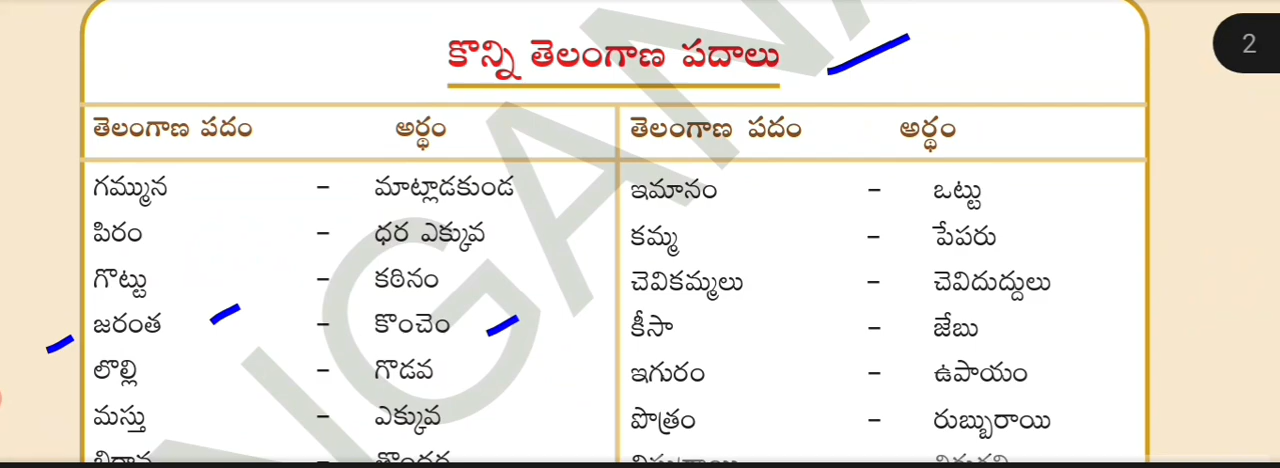 కొన్ని తెలంగాణ పదాలు
2
తెలంగాణ పదం అర్థం తెలంగాణ పదం అర్థం
గమ్మున - మాట్లాడకుండ ఇమానం - ఒట్టు
పిరం - ధర ఎక్కువ కమ్మ - పేపరు
గొట్టు - కఠినం చెవికమ్మలు - చెవిదుద్దులు
జరంత - కొంచెం కీసా - జేబు
లొల్లి - గొడవ ఇగురం - ఉపాయం
మస్తు - ఎక్కువ పొత్రం - రుబ్బురాయి